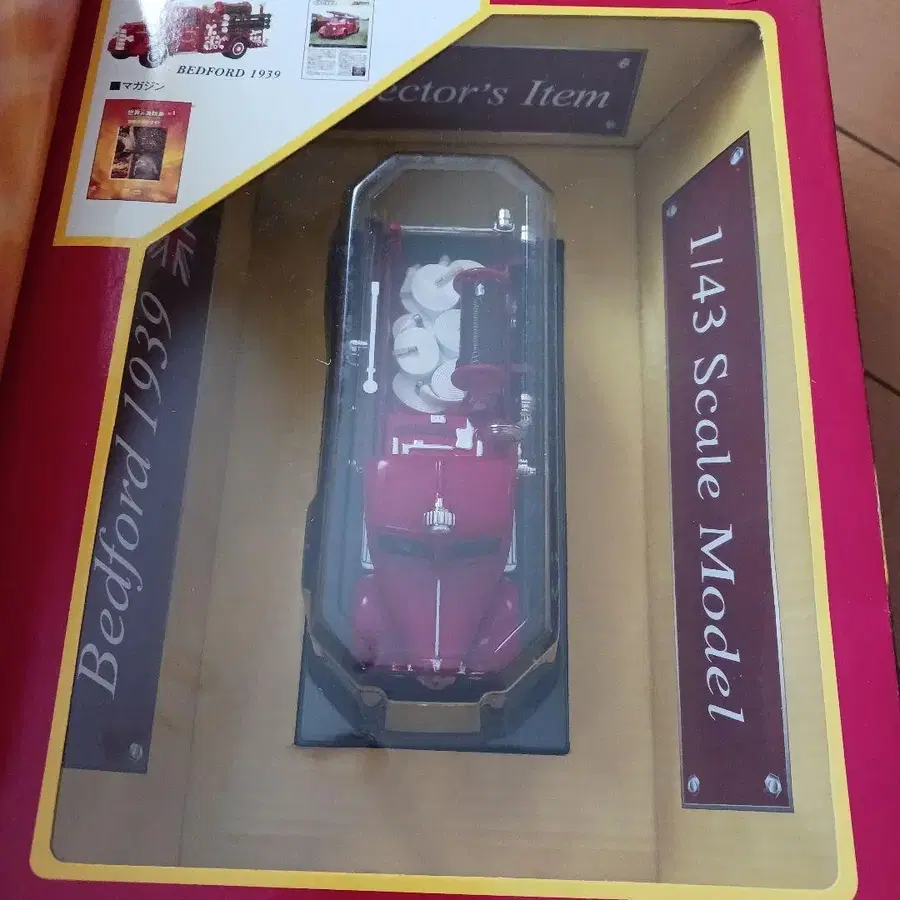 BEDFORD 1939
■マガジン
ector's Item
Bedford 1939
1/43 Scale Model